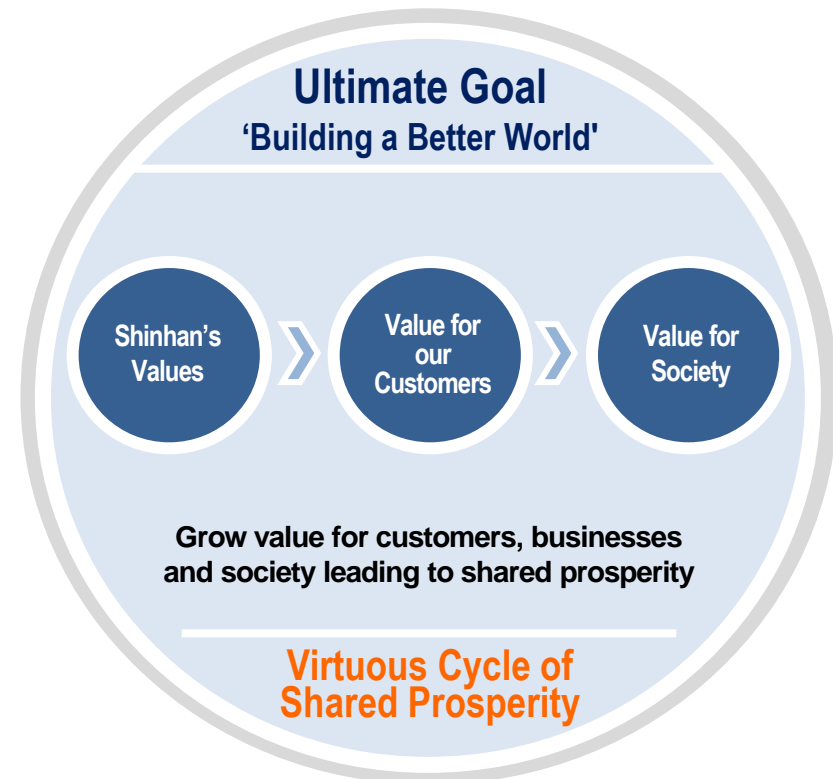 Ultimate Goal
‘Building a Better World'
Shinhan’s
Values
Value for
our
Customers
Value for
Society
Grow value for customers, businesses
and society leading to shared prosperity
Virtuous Cycle of
Shared Prosperity